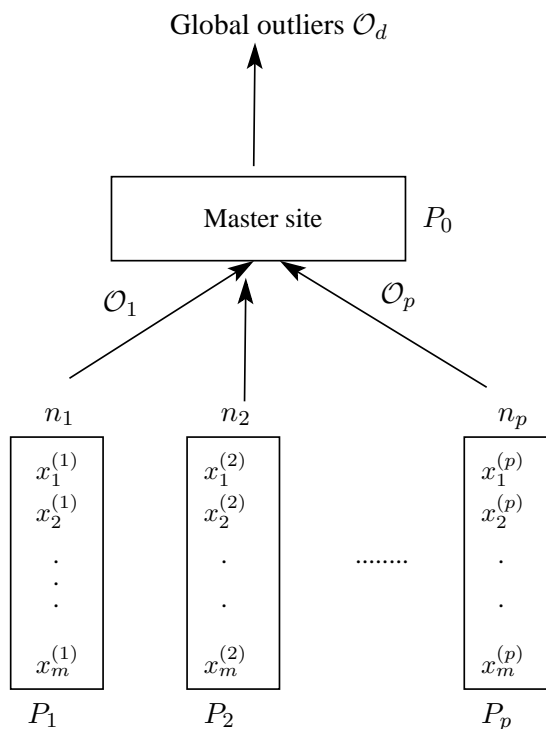 Global outliers 𝒪_d
Master site P_0
𝒪_1 𝒪_p
n_1 n_2 n_p
x_1^{(1)} x_1^{(2)} x_1^{(p)}
x_2^{(1)} x_2^{(2)} x_2^{(p)}
. . ........ .
.
. . .
x_m^{(1)} x_m^{(2)} x_m^{(p)}
P_1 P_2 P_p